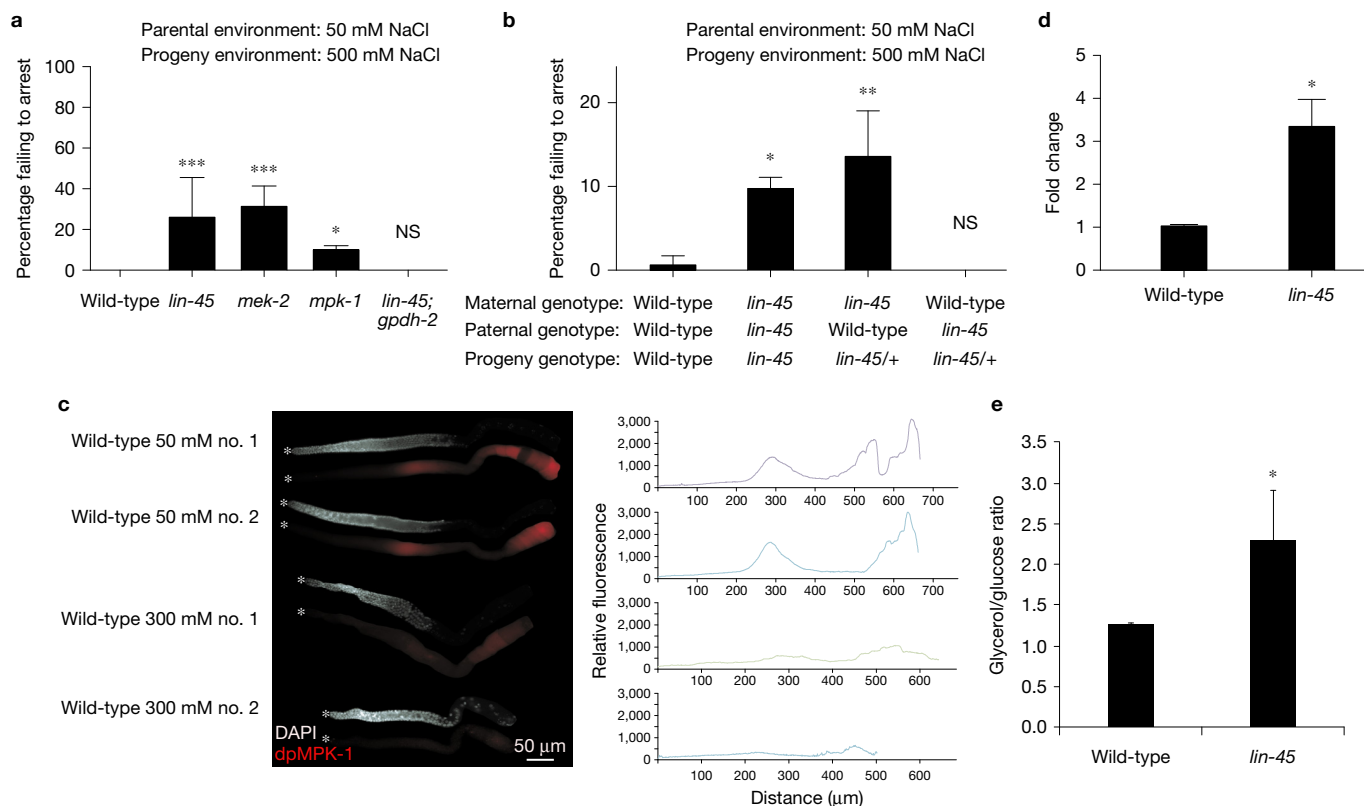 a
Parental environment: 50 mM NaCl
Progeny environment: 500 mM NaCl
Percentage failing to arrest
100
80
60
40
20
0
***
***
*
NS
Wild-type
lin-45
mek-2
mpk-1
lin-45;
gpdh-2
b
Parental environment: 50 mM NaCl
Progeny environment: 500 mM NaCl
Percentage failing to arrest
20
10
0
*
**
NS
Maternal genotype: Wild-type lin-45 lin-45 Wild-type
Paternal genotype: Wild-type lin-45 Wild-type lin-45
Progeny genotype: Wild-type lin-45 lin-45/+ lin-45/+
d
Fold change
5
4
3
2
1
0
*
Wild-type
lin-45
c
Wild-type 50 mM no. 1
Wild-type 50 mM no. 2
Wild-type 300 mM no. 1
Wild-type 300 mM no. 2
*
*
*
*
*
*
*
*
DAPI
dpMPK-1
50 μm
Relative fluorescence
3,000
2,000
1,000
0
100 200 300 400 500 600 700
3,000
2,000
1,000
0
100 200 300 400 500 600 700
3,000
2,000
1,000
0
0 100 200 300 400 500 600
3,000
2,000
1,000
0
0 100 200 300 400 500 600
Distance (μm)
e
Glycerol/glucose ratio
3.5
3.0
2.5
2.0
1.5
1.0
0.5
0.0
*
Wild-type
lin-45